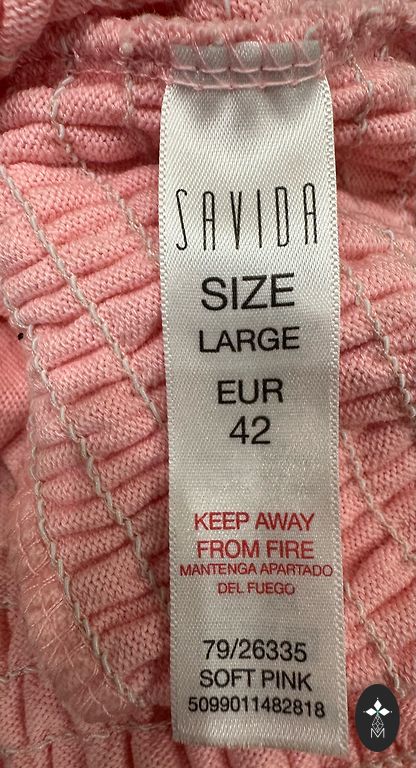 SAVIDA
SIZE
LARGE
EUR
42
KEEP AWAY
FROM FIRE
MANTENGA APARTADO
DEL FUEGO
79/26335
SOFT PINK
5099011482818
M